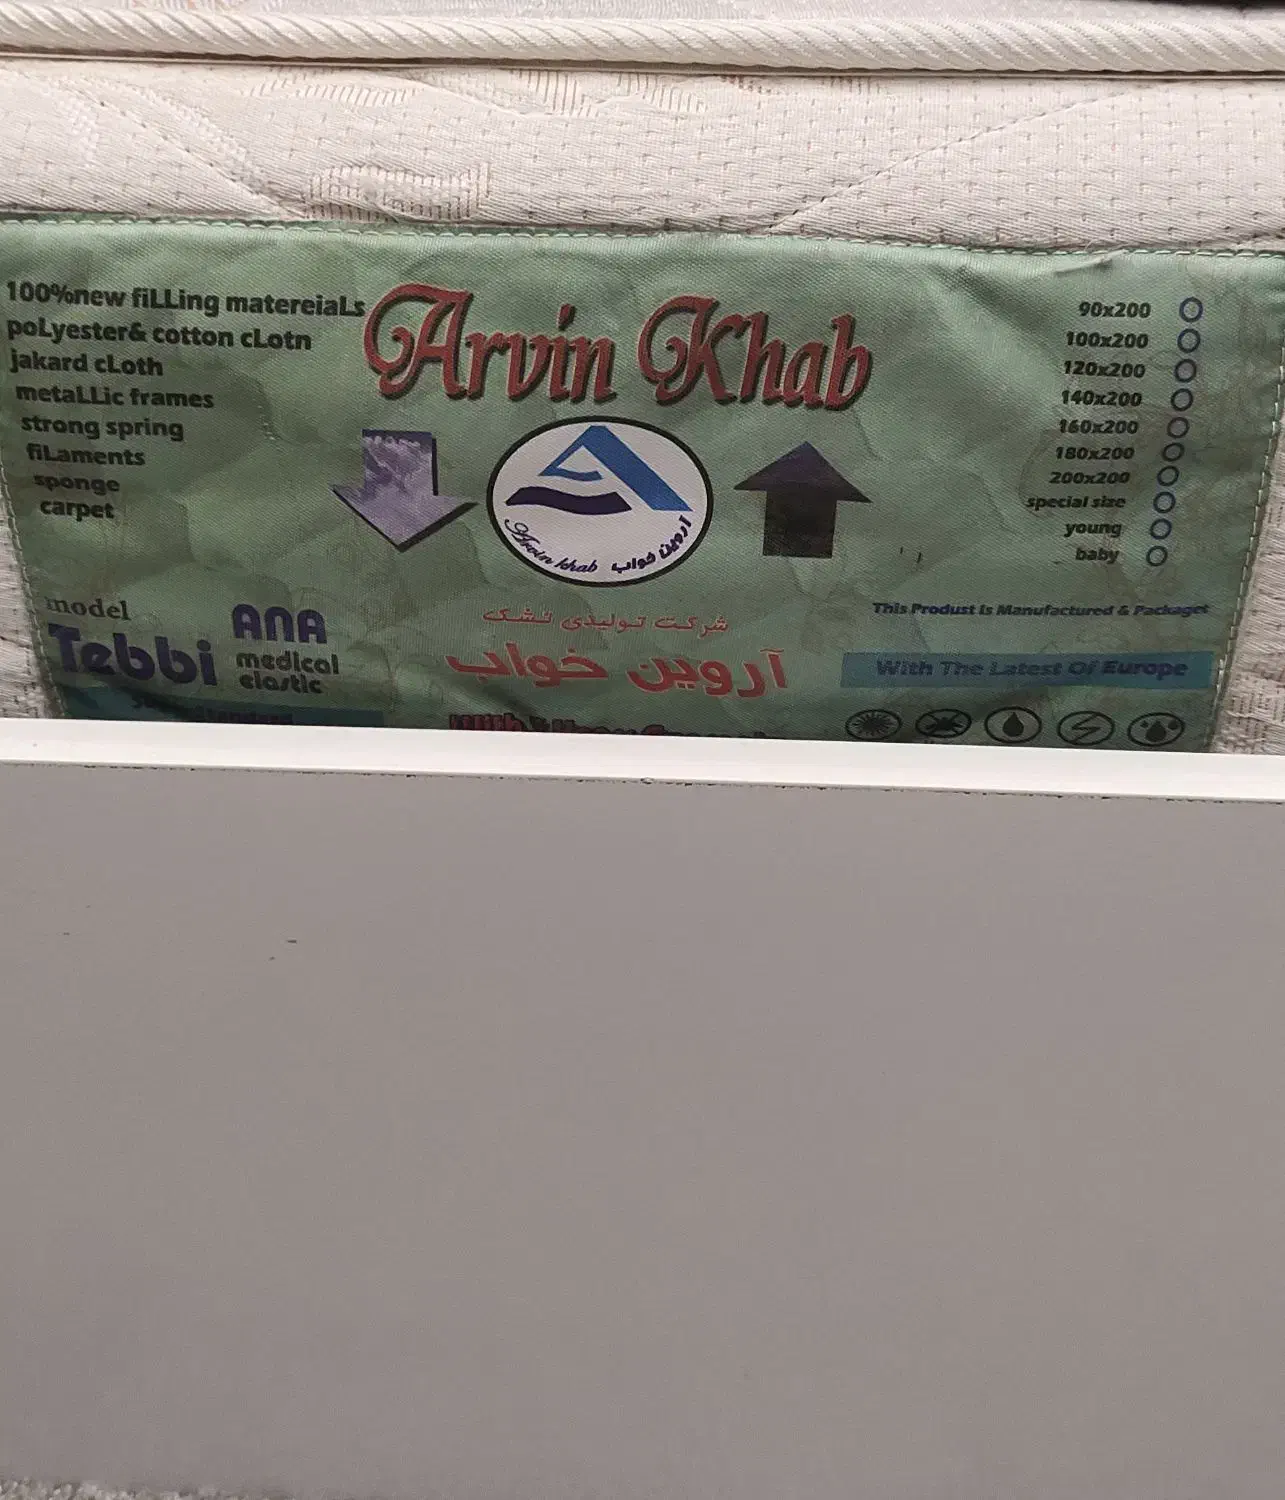 100%new fiLLing matereiaLs
poLyester& cotton cLotn
jakard cLoth
metaLLic frames
strong spring
fiLaments
sponge
carpet
Arvin Khab
Arvin khab آروین خواب
90x200
100x200
120x200
140x200
160x200
180x200
200x200
special size
young
baby
model
Tebbi
ANA
medical
elastic
شرکت تولیدی تشک
آروین خواب
This Produst Is Manufactured & Packaget
With The Latest Of Europe